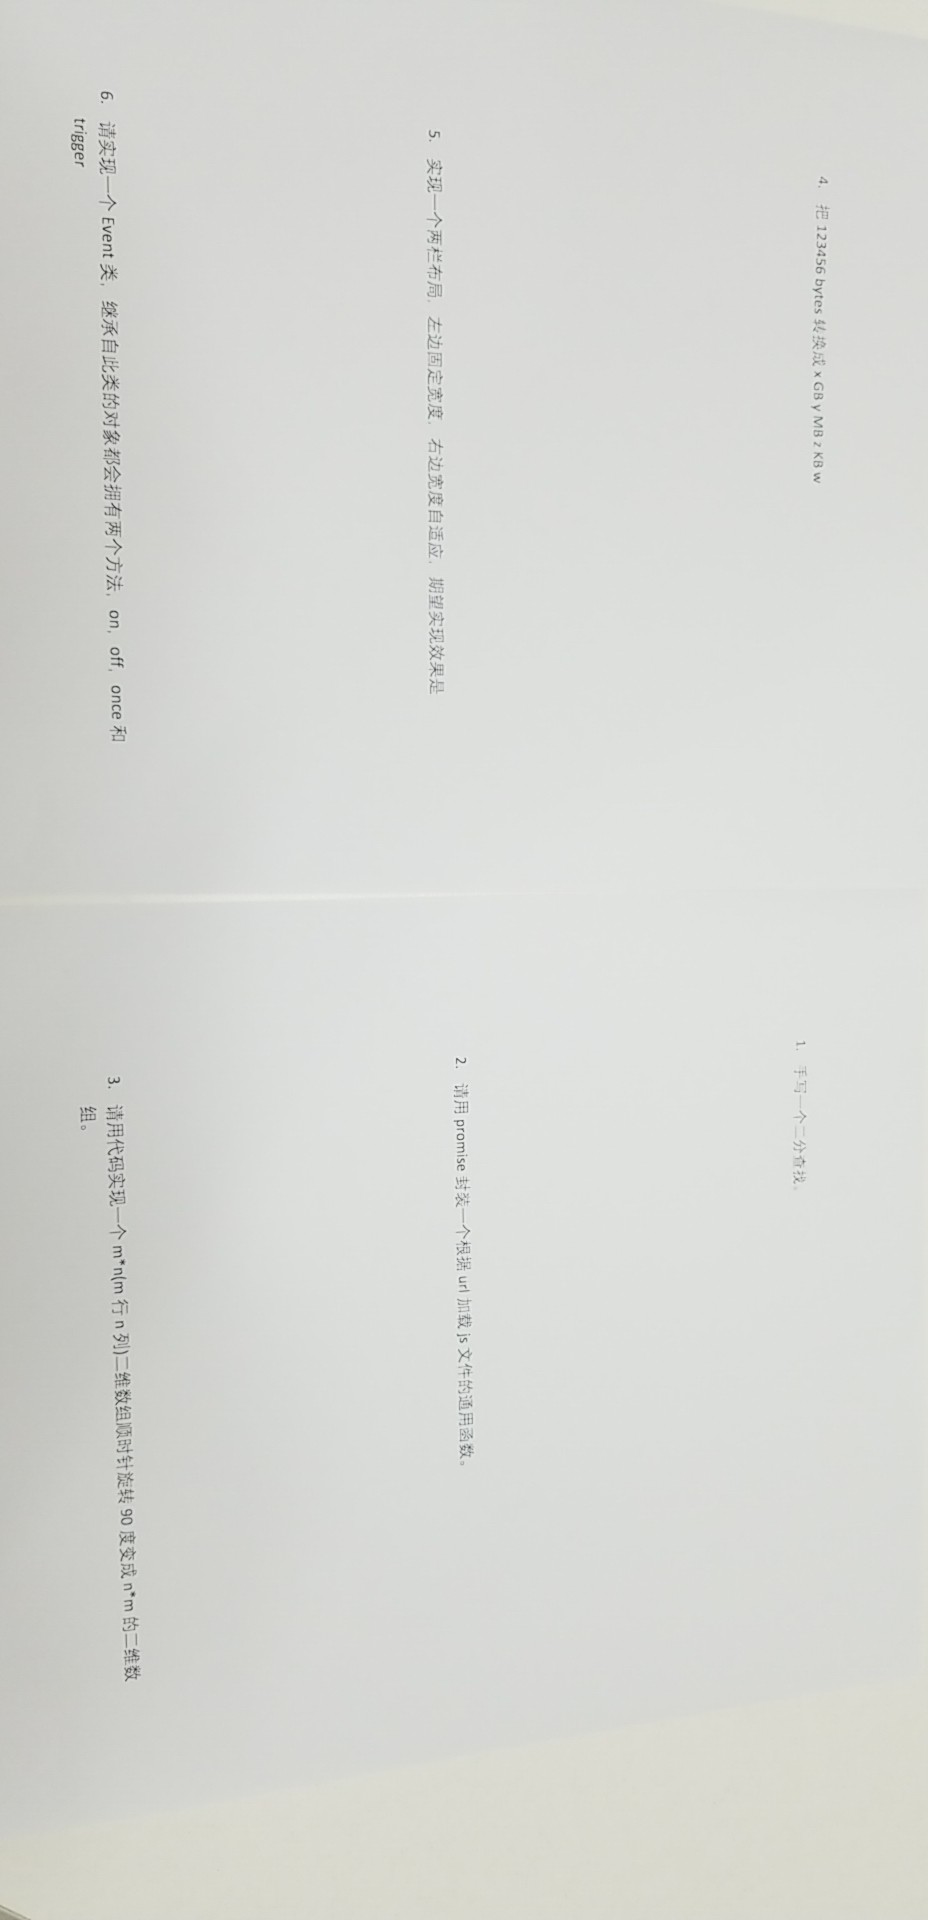 1. 手写一个二分查找。
2. 请用 promise 封装一个根据 url 加载 js 文件的通用函数。
3. 请用代码实现一个 m*n(m 行 n 列)二维数组顺时针旋转 90 度变成 n*m 的二维数
组。
4. 把 123456 bytes 转换成 x GB y MB z KB w
5. 实现一个两栏布局，左边固定宽度，右边宽度自适应，期望实现效果是
6. 请实现一个 Event 类，继承自此类的对象都会拥有两个方法，on，off，once 和
trigger